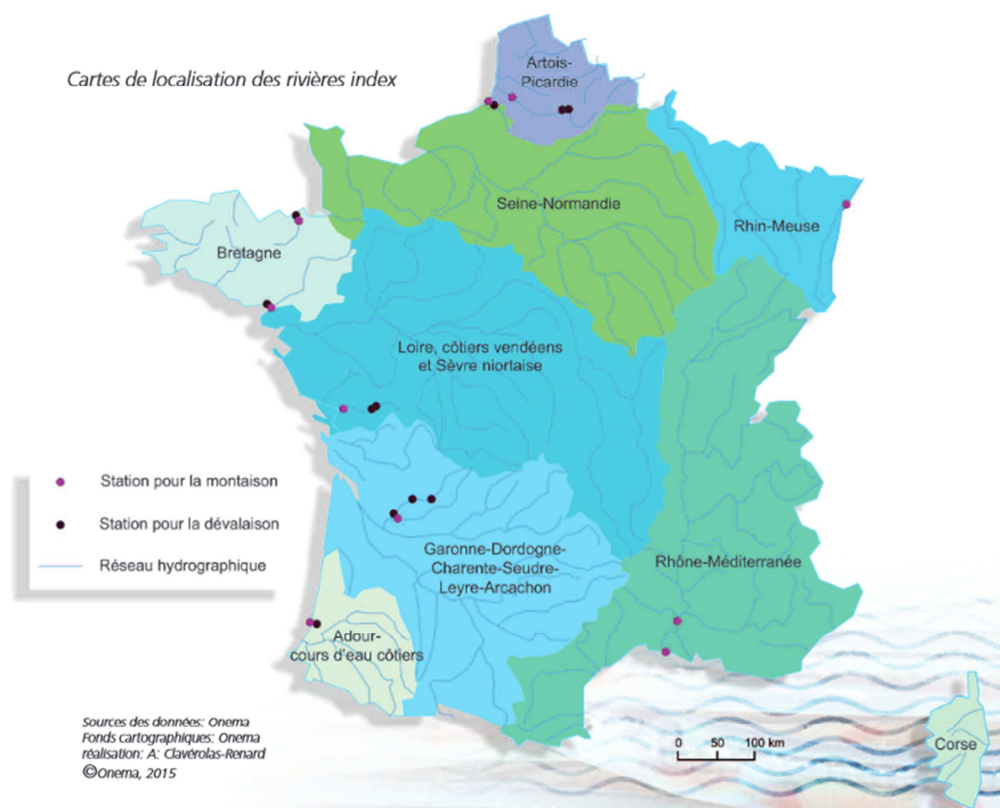 Cartes de localisation des rivières index
Artois-
Picardie
Seine-Normandie
Rhin-Meuse
Bretagne
Loire, côtiers vendéens
et Sèvre niortaise
Station pour la montaison
Station pour la dévalaison
Réseau hydrographique
Garonne-Dordogne-
Charente-Seudre-
Leyre-Arcachon
Rhône-Méditerranée
Adour-
cours d'eau côtiers
Sources des données: Onema
Fonds cartographiques: Onema
réalisation: A: Clavérolas-Renard
©Onema, 2015
0 50 100 km
Corse